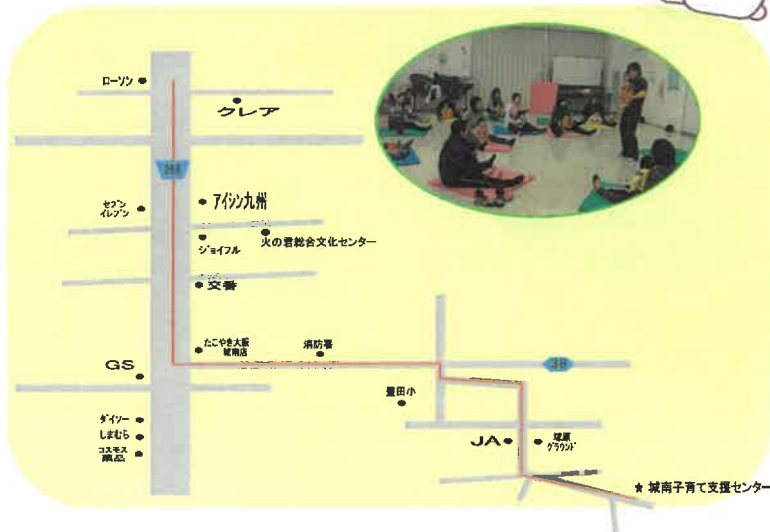 ローソン
クレア
セブン
イレブン
アイシン九州
ジョイフル
火の君総合文化センター
交番
たこやき大阪
城南店
消防署
GS
豊田小
ダイソー
しまむら
コスモス
薬品
JA
塚原
グラウンド
★ 城南子育て支援センター